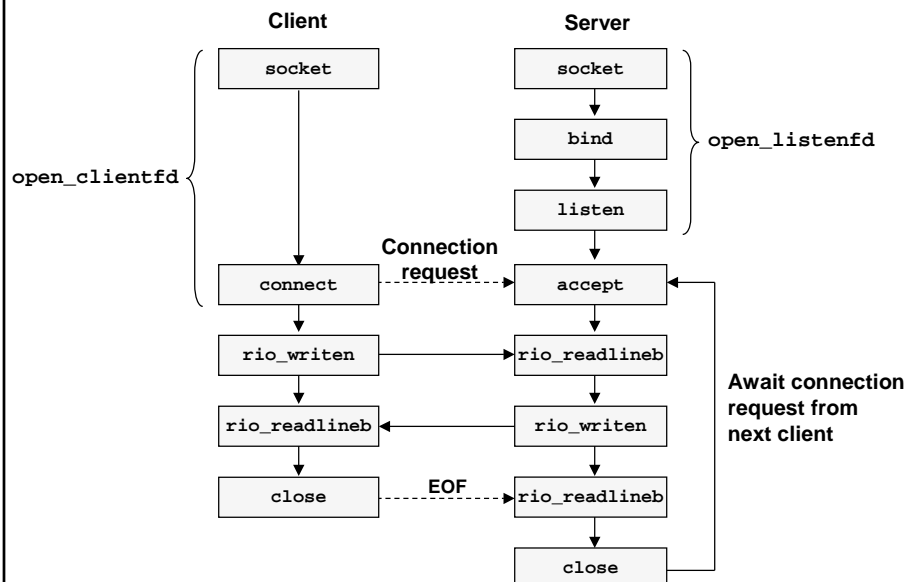 Client
Server
socket
socket
bind
open_listenfd
open_clientfd
listen
Connection
request
connect
accept
rio_writen
rio_readlineb
Await connection
request from
next client
rio_readlineb
rio_writen
close
EOF
rio_readlineb
close